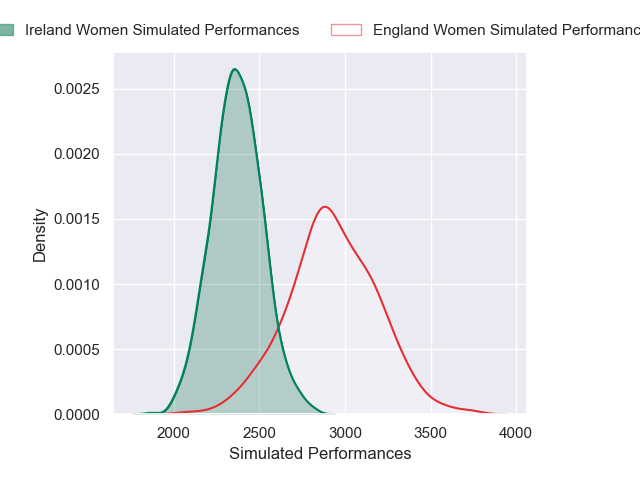 Ireland Women Simulated Performances England Women Simulated Performanc
0.0025
0.0020
0.0015
0.0010
0.0005
0.0000
Density
2000 2500 3000 3500 4000
Simulated Performances